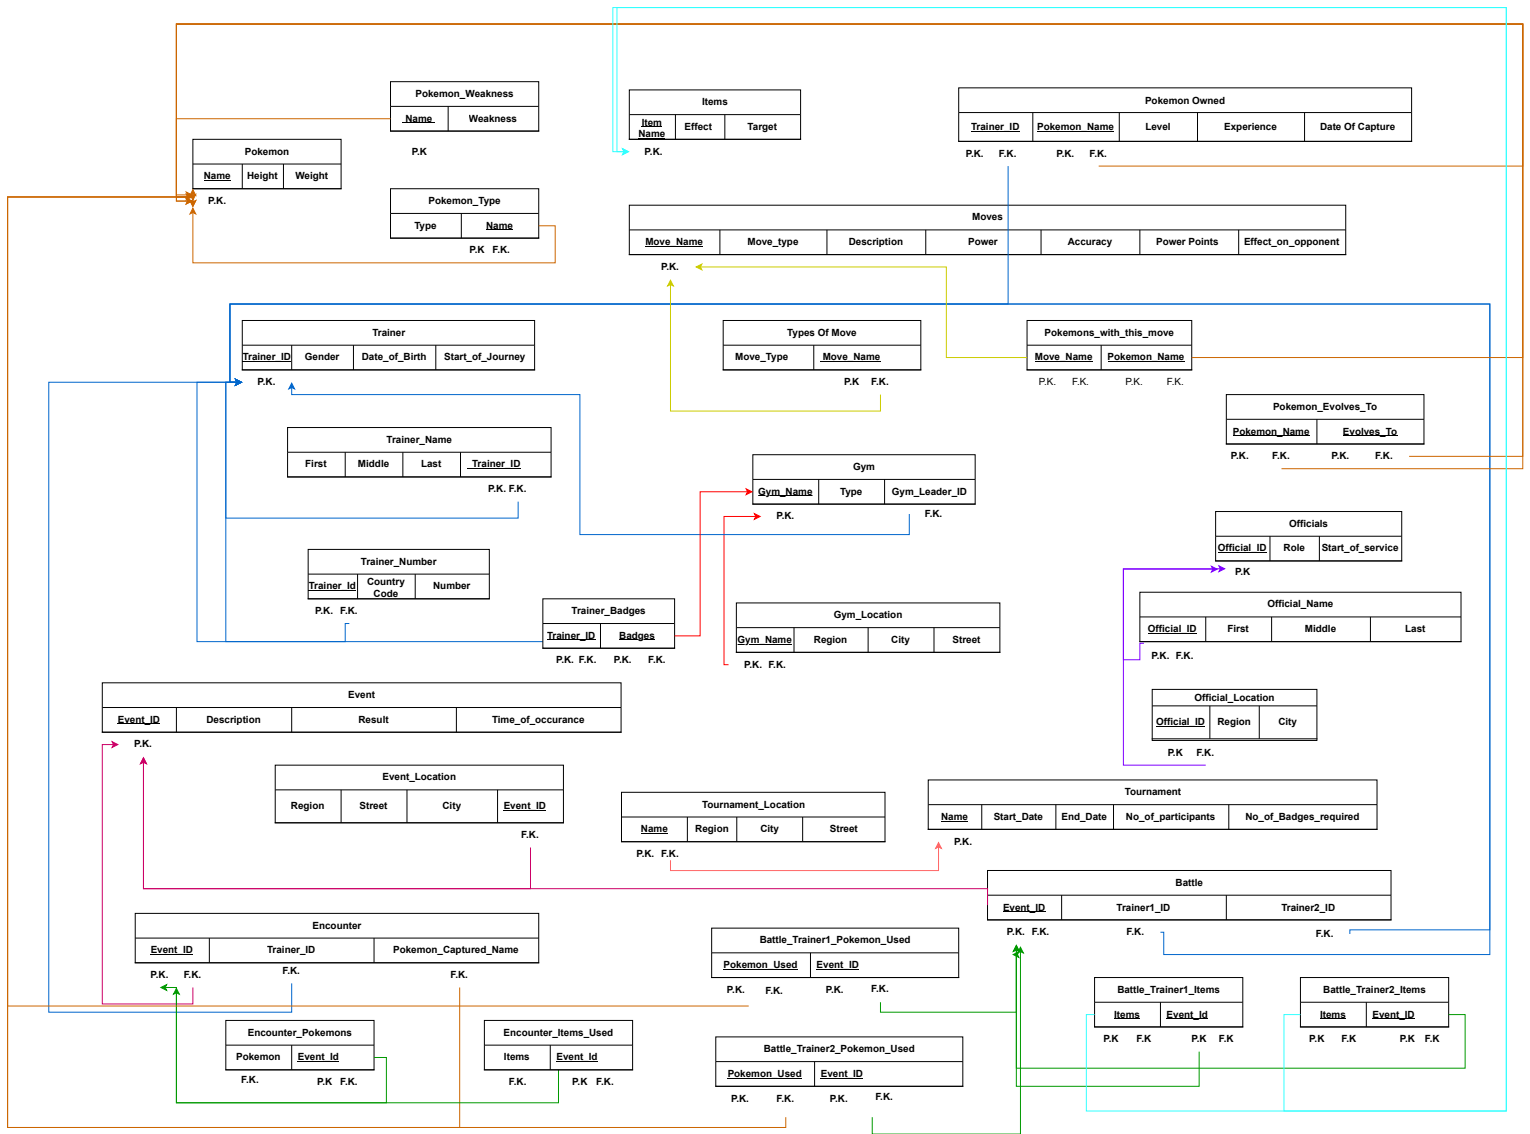 Pokemon_Weakness
Name Weakness
P.K
Items
Item Name Effect Target
P.K.
Pokemon Owned
Trainer_ID Pokemon_Name Level Experience Date Of Capture
P.K. F.K. P.K. F.K.
Pokemon
Name Height Weight
P.K.
Pokemon_Type
Type Name
P.K F.K.
Moves
Move_Name Move_type Description Power Accuracy Power Points Effect_on_opponent
P.K.
Trainer
Trainer_ID Gender Date_of_Birth Start_of_Journey
P.K.
Types Of Move
Move_Type Move_Name
P.K F.K.
Pokemons_with_this_move
Move_Name Pokemon_Name
P.K. F.K. P.K. F.K.
Pokemon_Evolves_To
Pokemon_Name Evolves_To
P.K. F.K. P.K. F.K.
Trainer_Name
First Middle Last Trainer_ID
P.K. F.K.
Gym
Gym_Name Type Gym_Leader_ID
P.K. F.K.
Officials
Official_ID Role Start_of_service
P.K
Trainer_Number
Trainer_Id Country Code Number
P.K. F.K.
Trainer_Badges
Trainer_ID Badges
P.K. F.K. P.K. F.K.
Gym_Location
Gym_Name Region City Street
P.K. F.K.
Official_Name
Official_ID First Middle Last
P.K. F.K.
Event
Event_ID Description Result Time_of_occurance
P.K.
Official_Location
Official_ID Region City
P.K F.K.
Event_Location
Region Street City Event_ID
F.K.
Tournament_Location
Name Region City Street
P.K. F.K.
Tournament
Name Start_Date End_Date No_of_participants No_of_Badges_required
P.K.
Battle
Event_ID Trainer1_ID Trainer2_ID
P.K. F.K. F.K. F.K.
Encounter
Event_ID Trainer_ID Pokemon_Captured_Name
P.K. F.K. F.K. F.K.
Battle_Trainer1_Pokemon_Used
Pokemon_Used Event_ID
P.K. F.K. P.K. F.K.
Battle_Trainer1_Items
Items Event_Id
P.K F.K P.K F.K
Battle_Trainer2_Items
Items Event_ID
P.K F.K P.K F.K
Encounter_Pokemons
Pokemon Event_Id
F.K. P.K F.K.
Encounter_Items_Used
Items Event_Id
F.K. P.K F.K.
Battle_Trainer2_Pokemon_Used
Pokemon_Used Event_ID
P.K. F.K. P.K. F.K.